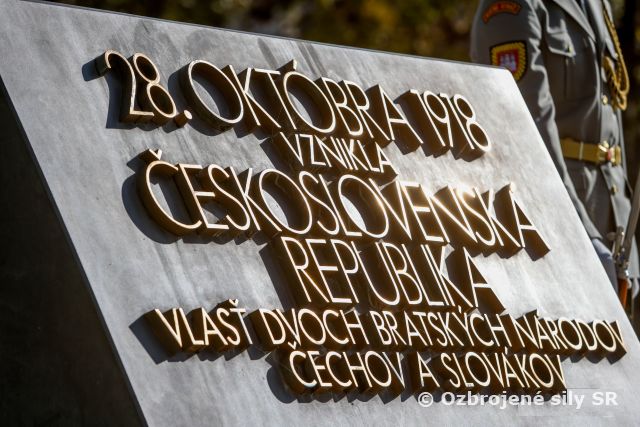 28. OKTÓBRA 1918
VZNIKLA
ČESKOSLOVENSKÁ
REPUBLIKA
VLASŤ DVOCH BRATSKÝCH NÁRODOV
ČECHOV A SLOVÁKOV
© Ozbrojené sily SR